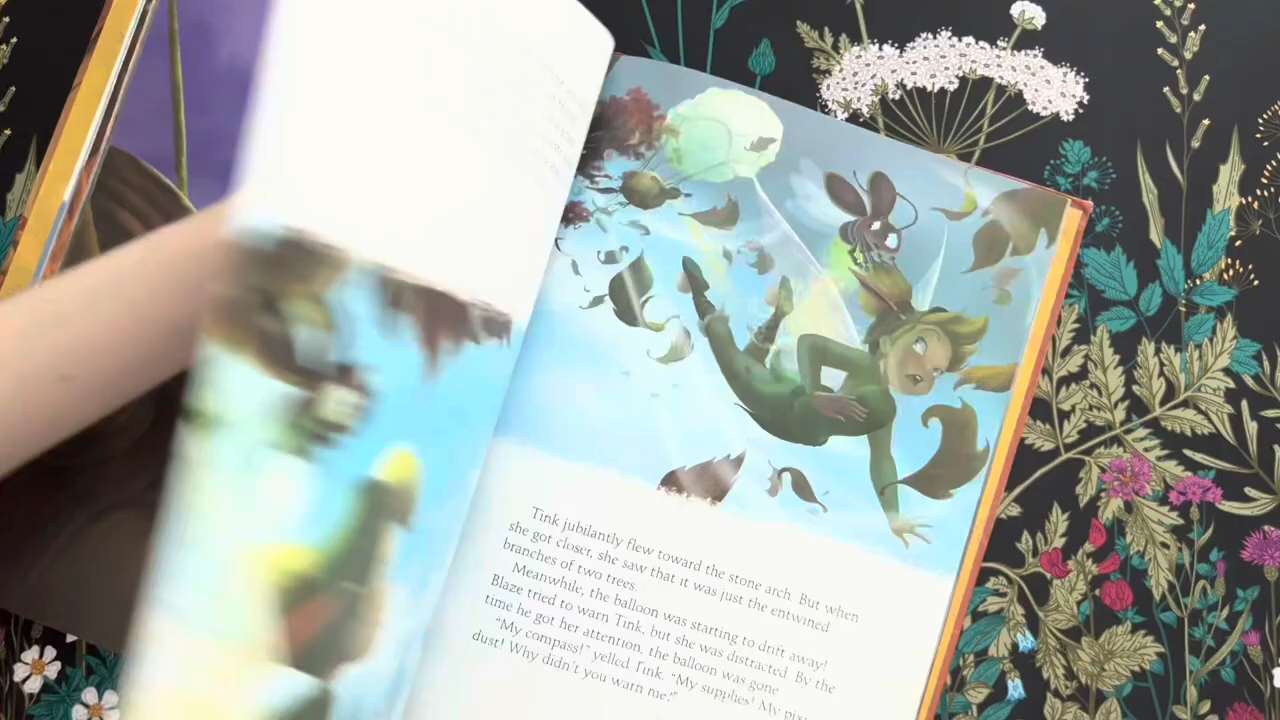 Tink jubilantly flew toward the stone arch. But when
she got closer, she saw that it was just the entwined
branches of two trees.
Meanwhile, the balloon was starting to drift away!
Blaze tried to warn Tink, but she was distracted. By the
time he got her attention, the balloon was gone
"My compass!" yelled Tink. "My supplies! My
dust! Why didn't you warn me?"